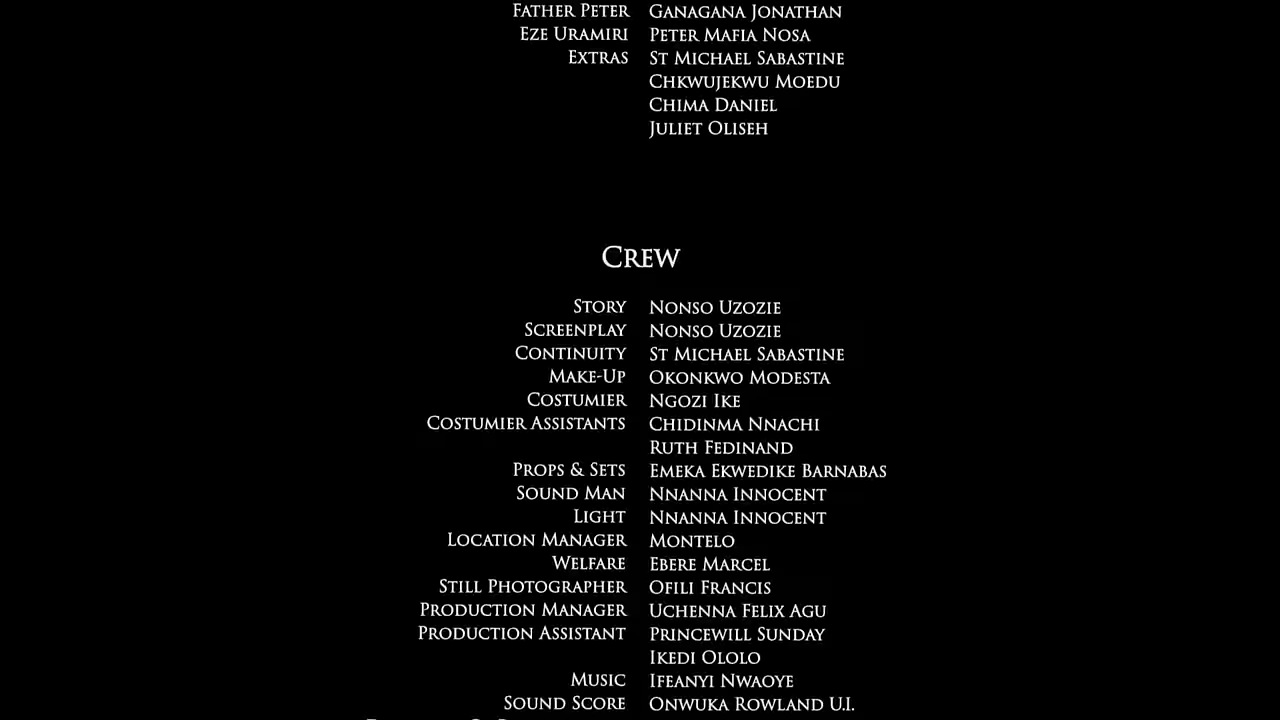 FATHER PETER GANAGANA JONATHAN
EZE URAMIRI PETER MAFIA NOSA
EXTRAS ST MICHAEL SABASTINE
CHKWUJEKWU MOEDU
CHIMA DANIEL
JULIET OLISEH
CREW
STORY NONSO UZOZIE
SCREENPLAY NONSO UZOZIE
CONTINUITY ST MICHAEL SABASTINE
MAKE-UP OKONKWO MODESTA
COSTUMIER NGOZI IKE
COSTUMIER ASSISTANTS CHIDINMA NNACHI
RUTH FEDINAND
PROPS & SETS EMEKA EKWEDIKE BARNABAS
SOUND MAN NNANNA INNOCENT
LIGHT NNANNA INNOCENT
LOCATION MANAGER MONTELO
WELFARE EBERE MARCEL
STILL PHOTOGRAPHER OFILI FRANCIS
PRODUCTION MANAGER UCHENNA FELIX AGU
PRODUCTION ASSISTANT PRINCEWILL SUNDAY
IKEDI OLOLO
MUSIC IFEANYI NWAOYE
SOUND SCORE ONWUKA ROWLAND U.I.